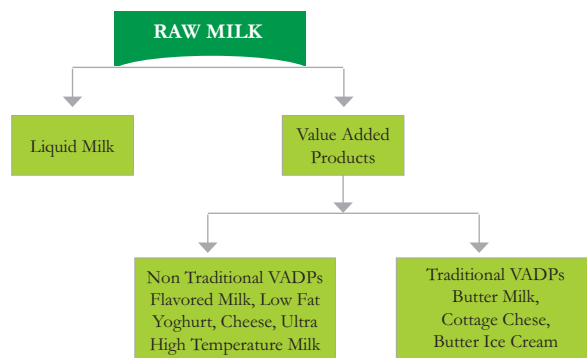 RAW MILK
Liquid Milk
Value Added
Products
Non Traditional VADPs
Flavored Milk, Low Fat
Yoghurt, Cheese, Ultra
High Temperature Milk
Traditional VADPs
Butter Milk,
Cottage Chese,
Butter Ice Cream